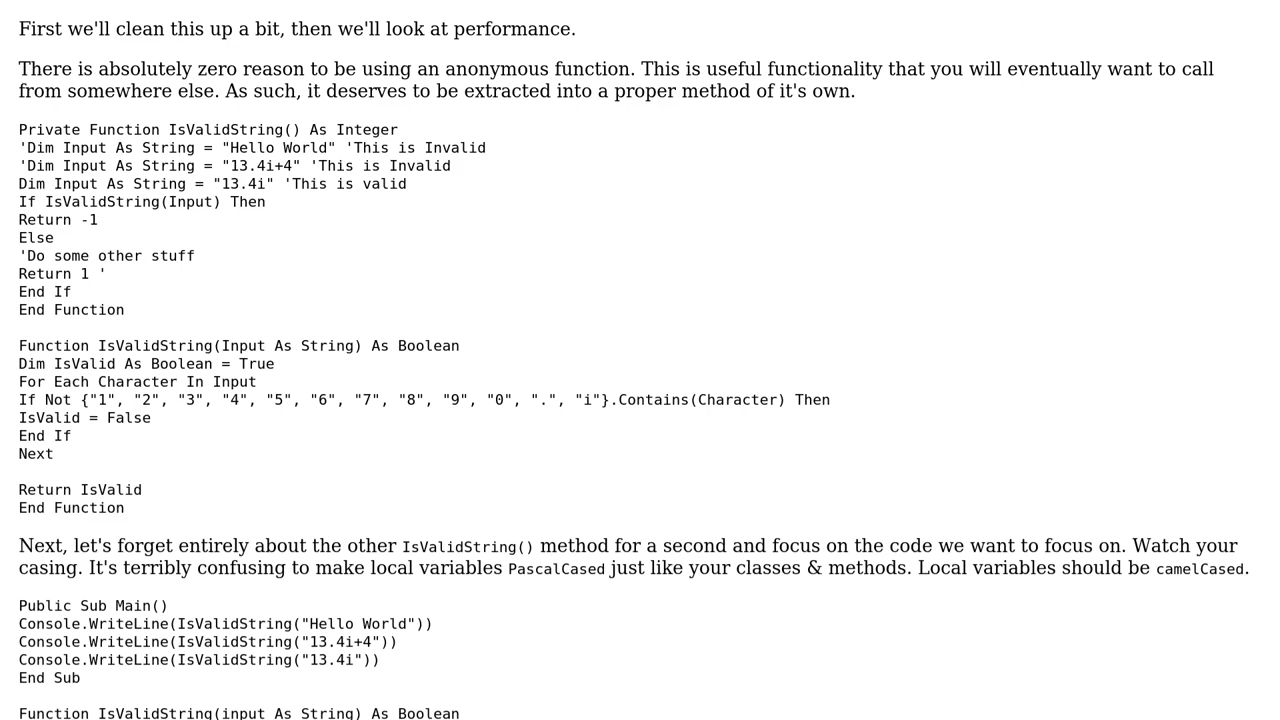 First we'll clean this up a bit, then we'll look at performance.
There is absolutely zero reason to be using an anonymous function. This is useful functionality that you will eventually want to call
from somewhere else. As such, it deserves to be extracted into a proper method of it's own.
Private Function IsValidString() As Integer
'Dim Input As String = "Hello World" 'This is Invalid
'Dim Input As String = "13.4i+4" 'This is Invalid
Dim Input As String = "13.4i" 'This is valid
If IsValidString(Input) Then
Return -1
Else
'Do some other stuff
Return 1 '
End If
End Function
Function IsValidString(Input As String) As Boolean
Dim IsValid As Boolean = True
For Each Character In Input
If Not {"1", "2", "3", "4", "5", "6", "7", "8", "9", "0", ".", "i"}.Contains(Character) Then
IsValid = False
End If
Next
Return IsValid
End Function
Next, let's forget entirely about the other IsValidString() method for a second and focus on the code we want to focus on. Watch your
casing. It's terribly confusing to make local variables PascalCased just like your classes & methods. Local variables should be camelCased.
Public Sub Main()
Console.WriteLine(IsValidString("Hello World"))
Console.WriteLine(IsValidString("13.4i+4"))
Console.WriteLine(IsValidString("13.4i"))
End Sub
Function IsValidString(input As String) As Boolean